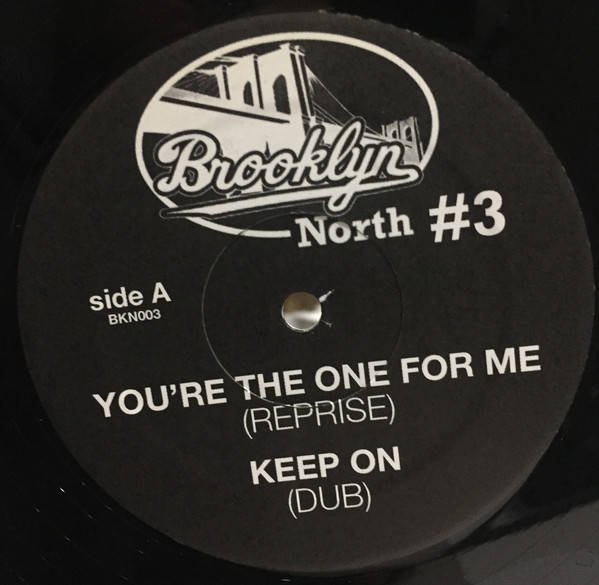 Brooklyn
North #3
side A
BKN003
YOU'RE THE ONE FOR ME
(REPRISE)
KEEP ON
(DUB)